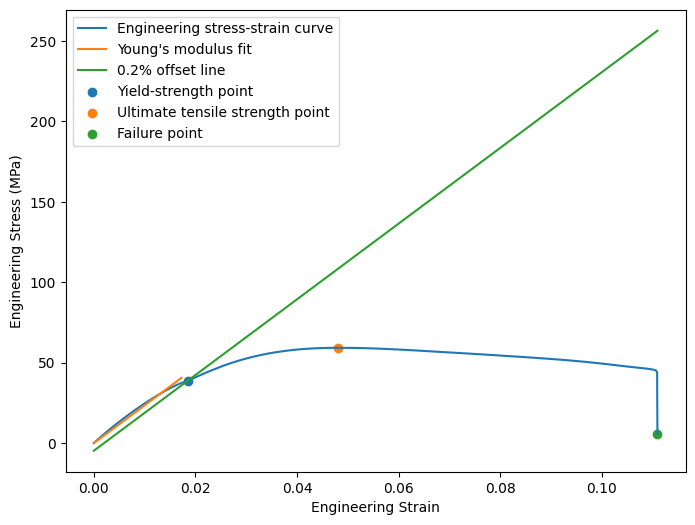 Engineering stress-strain curve
Young's modulus fit
0.2% offset line
Yield-strength point
Ultimate tensile strength point
Failure point
250
200
150
100
50
0
Engineering Stress (MPa)
0.00 0.02 0.04 0.06 0.08 0.10
Engineering Strain